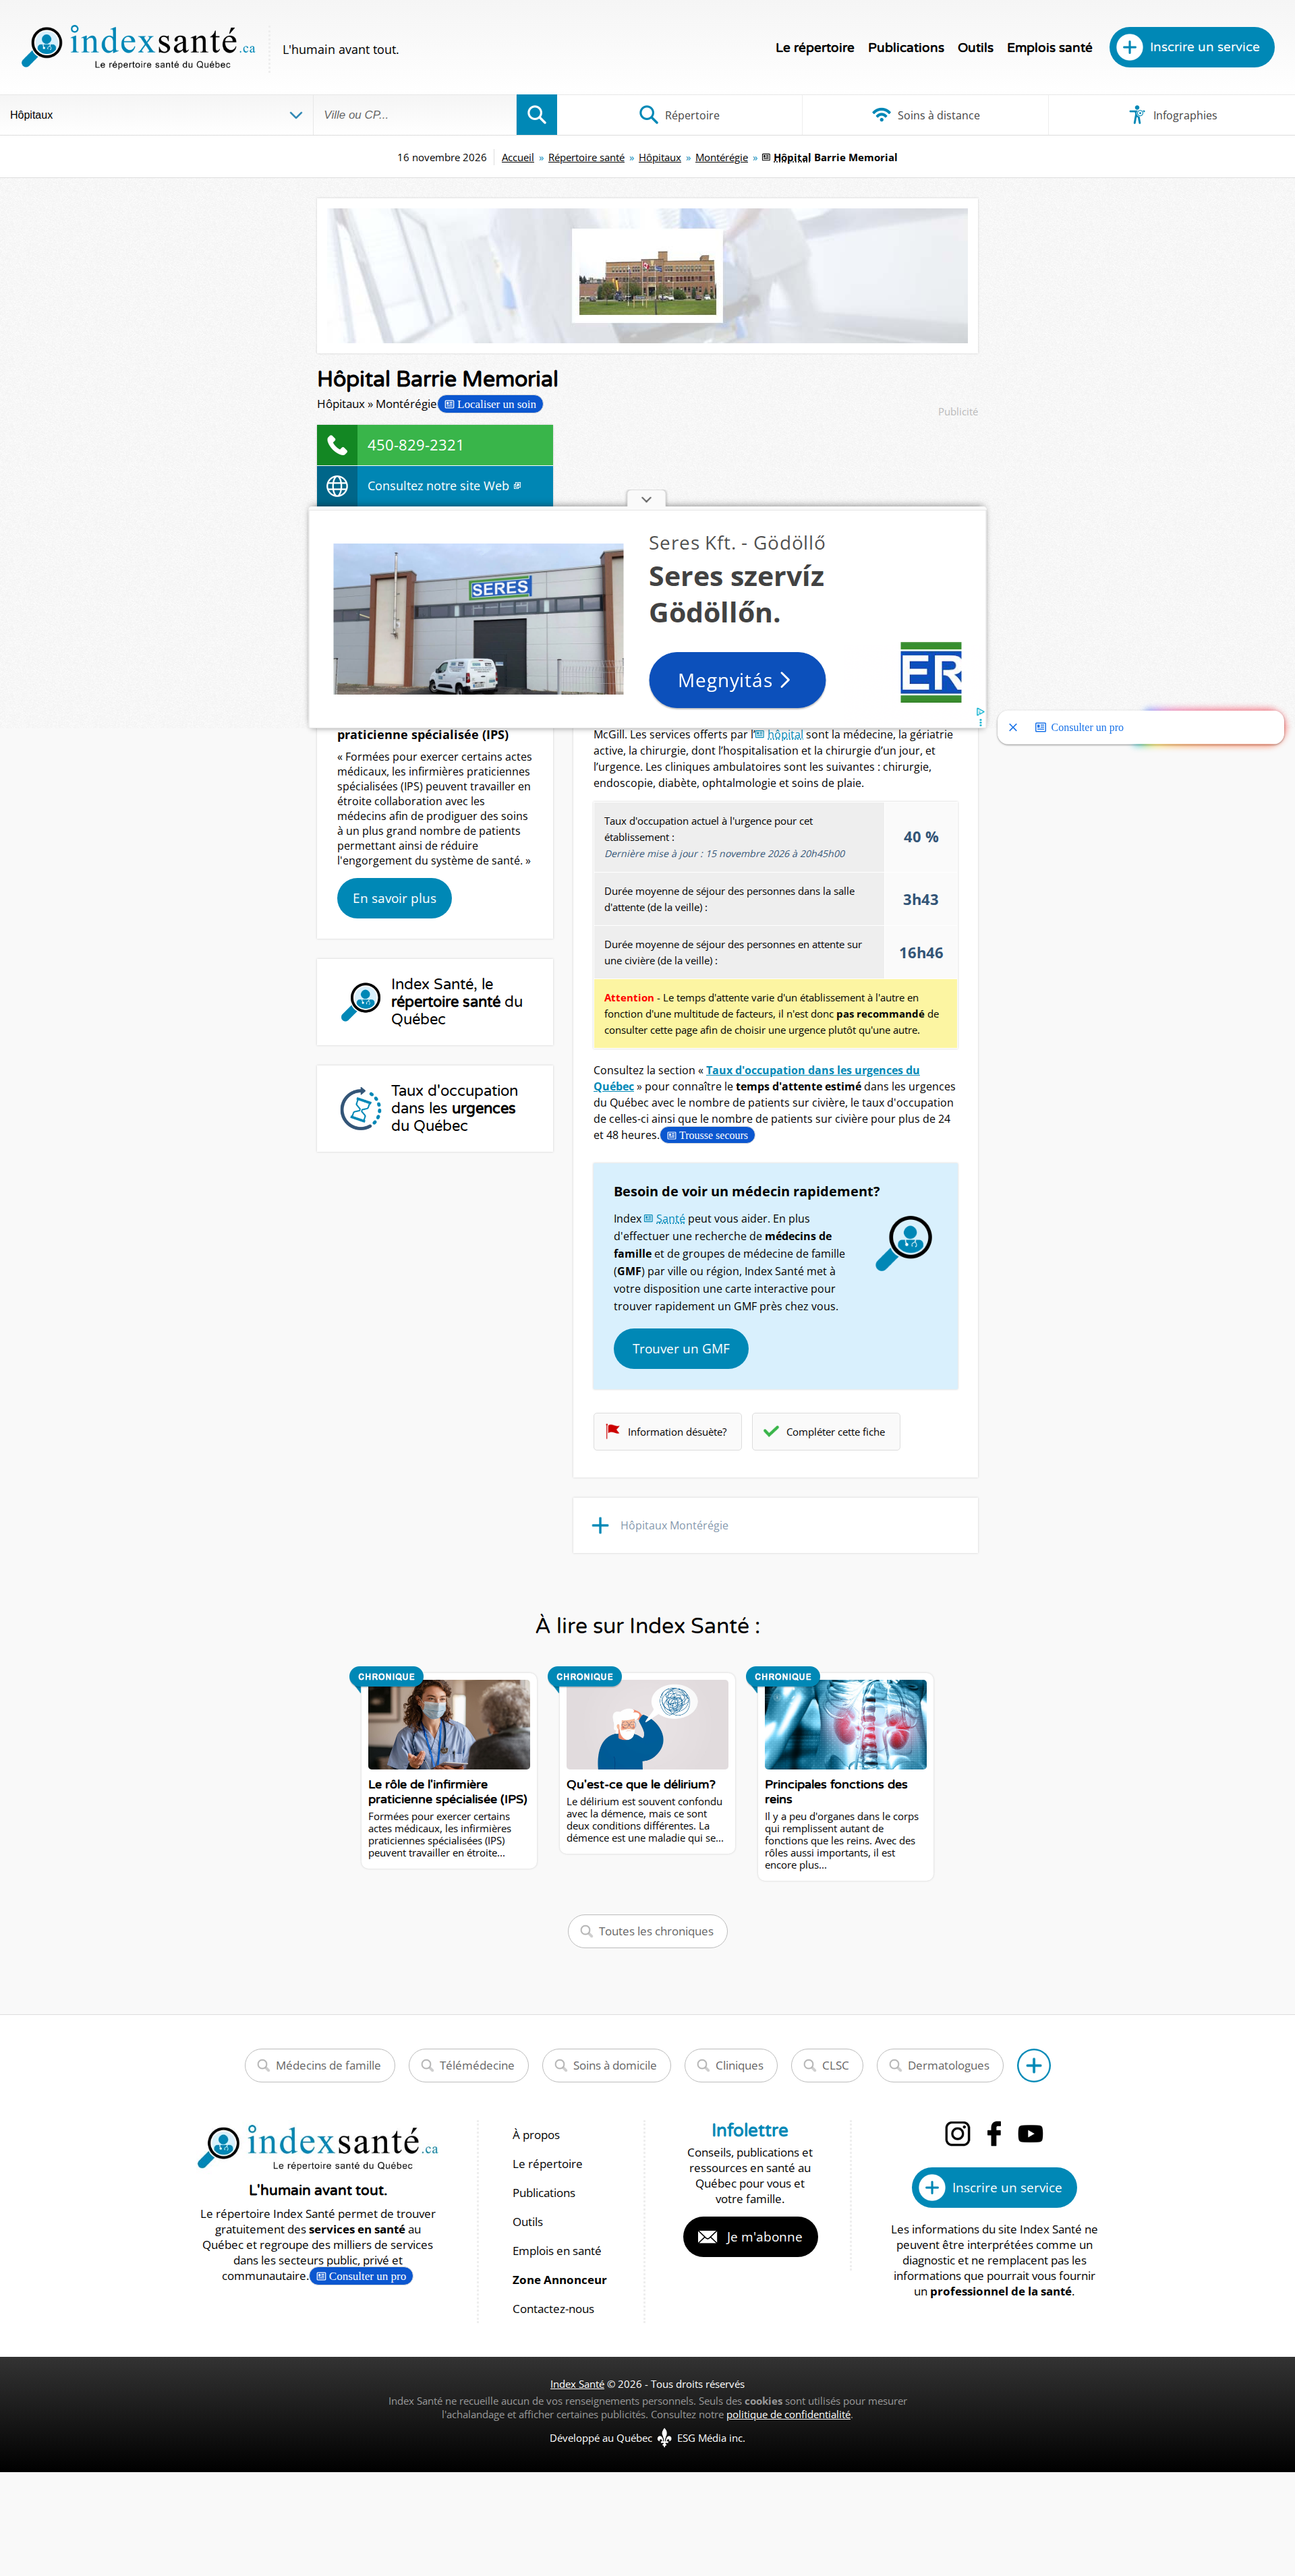 indexsanté.ca
Le répertoire santé du Québec
L'humain avant tout.
Le répertoire
Publications
Outils
Emplois santé
Inscrire un service
Hôpitaux
Ville ou CP...
Répertoire
Soins à distance
Infographies
16 novembre 2026
Accueil » Répertoire santé » Hôpitaux » Montérégie » Hôpital Barrie Memorial
Hôpital Barrie Memorial
Hôpitaux » Montérégie
Localiser un soin
Publicité
450-829-2321
Consultez notre site Web
Seres Kft. - Gödöllő
SERES
Seres szervíz
Gödöllőn.
Megnyitás
ER
Consulter un pro
praticienne spécialisée (IPS)
« Formées pour exercer certains actes
médicaux, les infirmières praticiennes
spécialisées (IPS) peuvent travailler en
étroite collaboration avec les
médecins afin de prodiguer des soins
à un plus grand nombre de patients
permettant ainsi de réduire
l'engorgement du système de santé. »
En savoir plus
Index Santé, le
répertoire santé du
Québec
Taux d'occupation
dans les urgences
du Québec
McGill. Les services offerts par l'hôpital sont la médecine, la gériatrie
active, la chirurgie, dont l’hospitalisation et la chirurgie d’un jour, et
l’urgence. Les cliniques ambulatoires sont les suivantes : chirurgie,
endoscopie, diabète, ophtalmologie et soins de plaie.
Taux d'occupation actuel à l'urgence pour cet
établissement :
Dernière mise à jour : 15 novembre 2026 à 20h45h00
40 %
Durée moyenne de séjour des personnes dans la salle
d'attente (de la veille) :
3h43
Durée moyenne de séjour des personnes en attente sur
une civière (de la veille) :
16h46
Attention - Le temps d'attente varie d'un établissement à l'autre en
fonction d'une multitude de facteurs, il n'est donc pas recommandé de
consulter cette page afin de choisir une urgence plutôt qu'une autre.
Consultez la section « Taux d'occupation dans les urgences du
Québec » pour connaître le temps d'attente estimé dans les urgences
du Québec avec le nombre de patients sur civière, le taux d'occupation
de celles-ci ainsi que le nombre de patients sur civière pour plus de 24
et 48 heures. Trousse secours
Besoin de voir un médecin rapidement?
Index Santé peut vous aider. En plus
d'effectuer une recherche de médecins de
famille et de groupes de médecine de famille
(GMF) par ville ou région, Index Santé met à
votre disposition une carte interactive pour
trouver rapidement un GMF près chez vous.
Trouver un GMF
Information désuète?
Compléter cette fiche
Hôpitaux Montérégie
À lire sur Index Santé :
CHRONIQUE
Le rôle de l'infirmière
praticienne spécialisée (IPS)
Formées pour exercer certains
actes médicaux, les infirmières
praticiennes spécialisées (IPS)
peuvent travailler en étroite...
CHRONIQUE
Qu'est-ce que le délirium?
Le délirium est souvent confondu
avec la démence, mais ce sont
deux conditions différentes. La
démence est une maladie qui se...
CHRONIQUE
Principales fonctions des
reins
Il y a peu d'organes dans le corps
qui remplissent autant de
fonctions que les reins. Avec des
rôles aussi importants, il est
encore plus...
Toutes les chroniques
Médecins de famille
Télémédecine
Soins à domicile
Cliniques
CLSC
Dermatologues
indexsanté.ca
Le répertoire santé du Québec
L'humain avant tout.
Le répertoire Index Santé permet de trouver
gratuitement des services en santé au
Québec et regroupe des milliers de services
dans les secteurs public, privé et
communautaire. Consulter un pro
À propos
Le répertoire
Publications
Outils
Emplois en santé
Zone Annonceur
Contactez-nous
Infolettre
Conseils, publications et
ressources en santé au
Québec pour vous et
votre famille.
Je m'abonne
Inscrire un service
Les informations du site Index Santé ne
peuvent être interprétées comme un
diagnostic et ne remplacent pas les
informations que pourrait vous fournir
un professionnel de la santé.
Index Santé © 2026 - Tous droits réservés
Index Santé ne recueille aucun de vos renseignements personnels. Seuls des cookies sont utilisés pour mesurer
l'achalandage et afficher certaines publicités. Consultez notre politique de confidentialité.
Développé au Québec ESG Média inc.